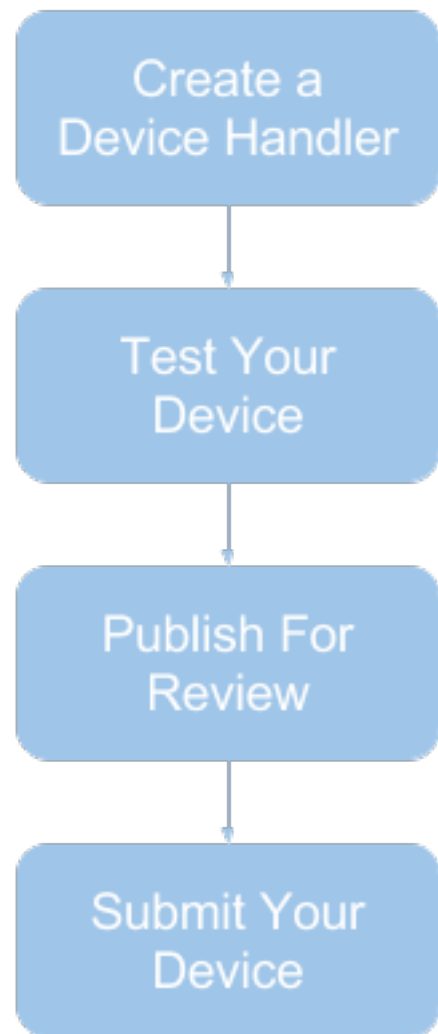 Create a
Device Handler
Test Your
Device
Publish For
Review
Submit Your
Device